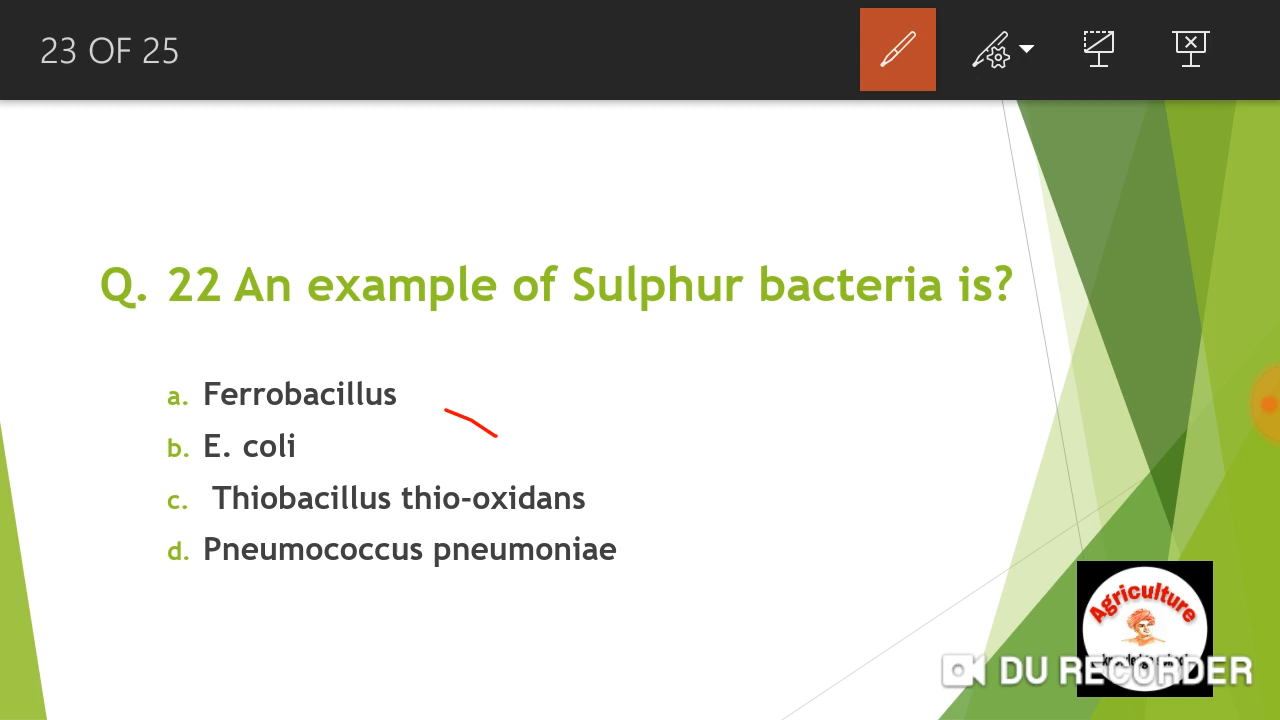 23 OF 25
Q. 22 An example of Sulphur bacteria is?
a. Ferrobacillus
b. E. coli
c. Thiobacillus thio-oxidans
d. Pneumococcus pneumoniae
Agriculture
DU RECORDER